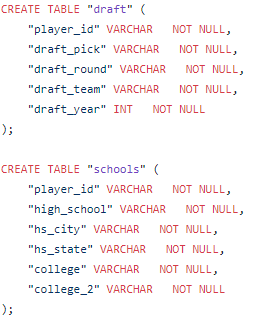 CREATE TABLE "draft" (
    "player_id" VARCHAR   NOT NULL,
    "draft_pick" VARCHAR   NOT NULL,
    "draft_round" VARCHAR   NOT NULL,
    "draft_team" VARCHAR   NOT NULL,
    "draft_year" INT   NOT NULL
);

CREATE TABLE "schools" (
    "player_id" VARCHAR   NOT NULL,
    "high_school" VARCHAR   NOT NULL,
    "hs_city" VARCHAR   NOT NULL,
    "hs_state" VARCHAR   NOT NULL,
    "college" VARCHAR   NOT NULL,
    "college_2" VARCHAR   NOT NULL
);